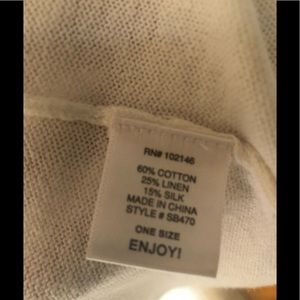 RN# 102146
60% COTTON
25% LINEN
15% SILK
MADE IN CHINA
STYLE # SB470
ONE SIZE
ENJOY!